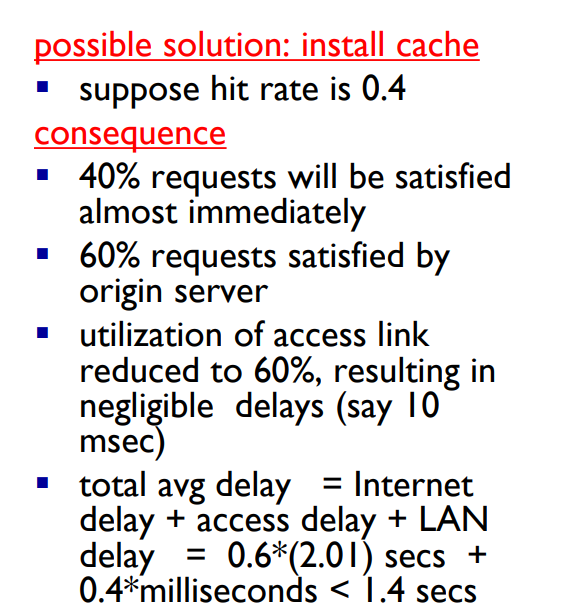 possible solution: install cache
▪ suppose hit rate is 0.4
consequence
▪ 40% requests will be satisfied
almost immediately
▪ 60% requests satisfied by
origin server
▪ utilization of access link
reduced to 60%, resulting in
negligible delays (say 10
msec)
▪ total avg delay = Internet
delay + access delay + LAN
delay = 0.6*(2.01) secs +
0.4*milliseconds < 1.4 secs